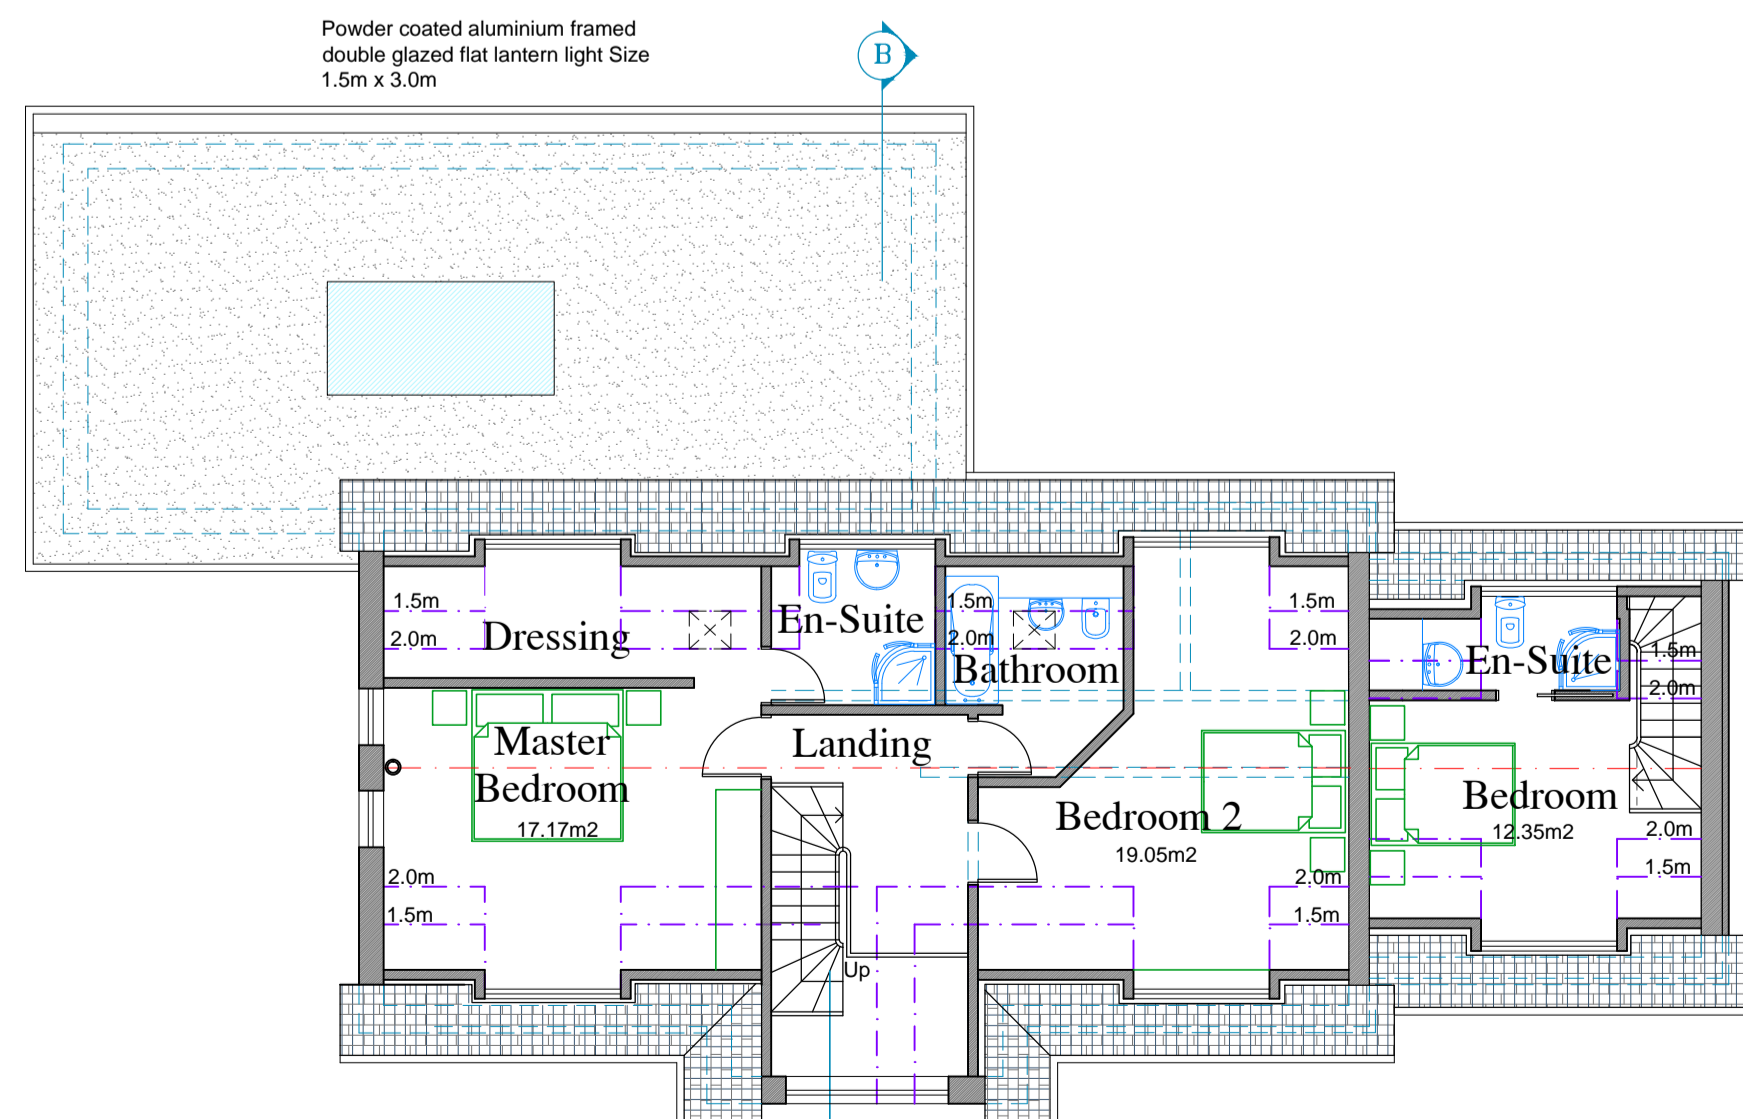 Powder coated aluminium framed
double glazed flat lantern light Size
1.5m x 3.0m
B
1.5m
2.0m
Dressing
En-Suite
1.5m
2.0m
Bathroom
1.5m
2.0m
En-Suite
1.5m
2.0m
Master
Bedroom
17.17m2
Landing
Bedroom 2
19.05m2
Bedroom
12.35m2
2.0m
1.5m
2.0m
1.5m
2.0m
1.5m
Up